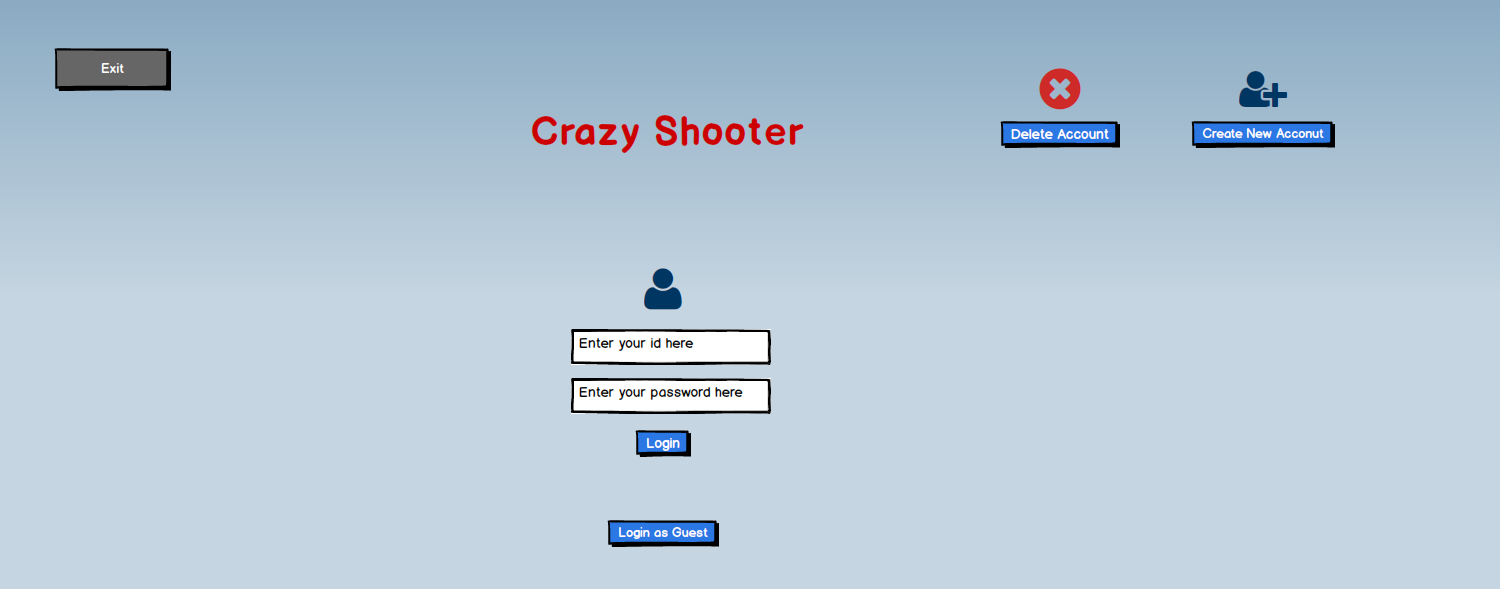 Exit
Crazy Shooter
Delete Account
Create New Acconut
Enter your id here
Enter your password here
Login
Login as Guest